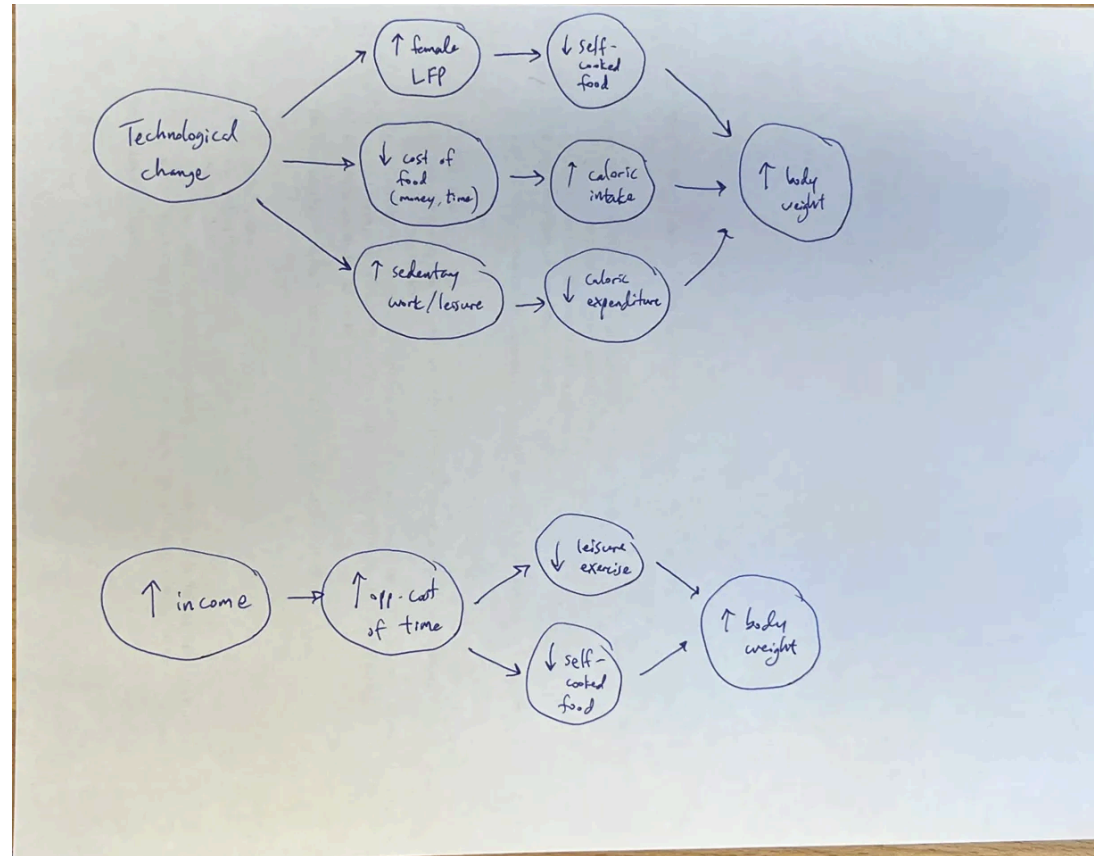 ↑ female
LFP
↓ self-
cooked
food
Technological
change
↓ cost of
food
(money, time)
↑ caloric
intake
↑ body
weight
↑ sedentary
work/leisure
↓ caloric
expenditure
↑ income
↑ opp-cost
of time
↓ leisure
exercise
↓ self-
cooked
food
↑ body
weight